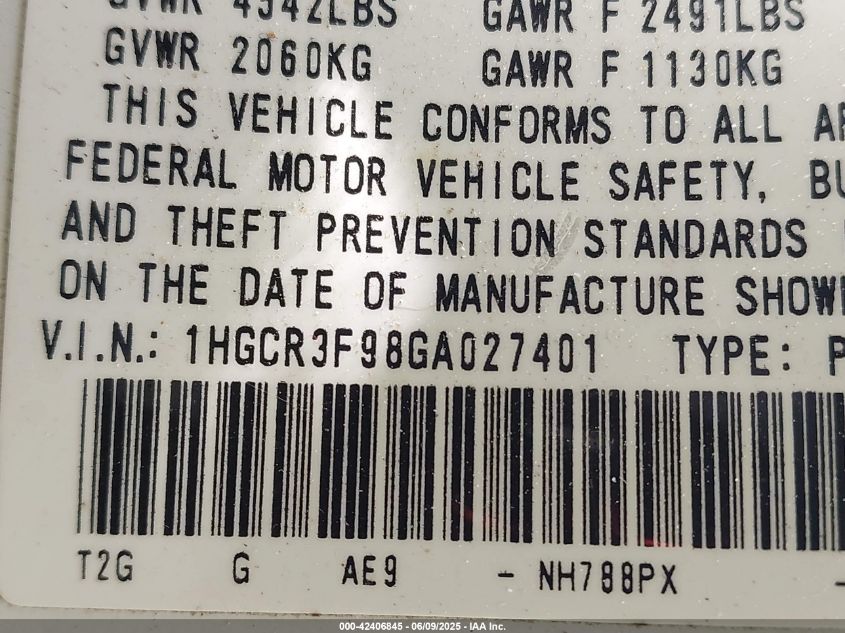 GVWR 4542LBS GAWR F 2491LBS
GVWR 2060KG GAWR F 1130KG
THIS VEHICLE CONFORMS TO ALL
FEDERAL MOTOR VEHICLE SAFETY,
AND THEFT PREVENTION STANDARDS
ON THE DATE OF MANUFACTURE
V.I.N.: 1HGCR3F98GA027401 TYPE: P
T2G G AE9 - NH788PX -
000-42406845 - 06/09/2025 - IAA Inc.